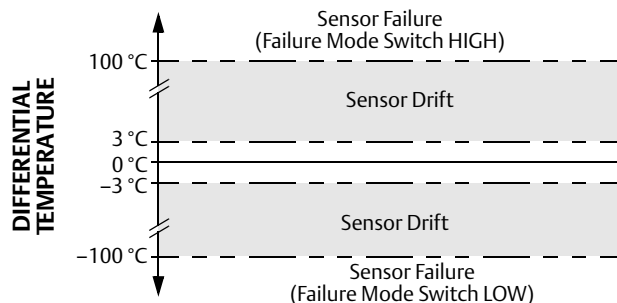 Sensor Failure
(Failure Mode Switch HIGH)
100 °C
Sensor Drift
DIFFERENTIAL
TEMPERATURE
3 °C
0 °C
–3 °C
Sensor Drift
–100 °C
Sensor Failure
(Failure Mode Switch LOW)